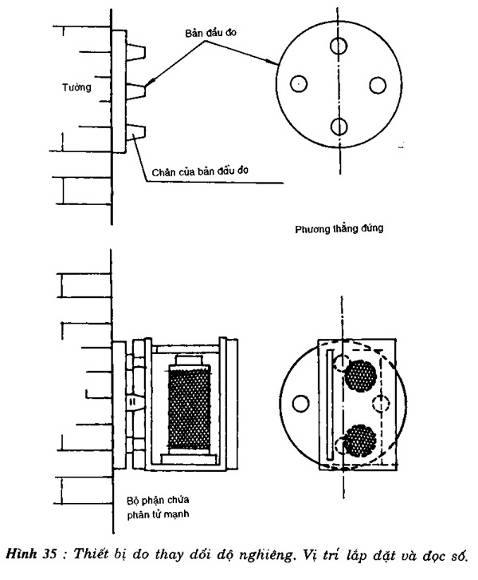 Bản đầu đo
Tường
Chân của bản đầu đo
Phương thẳng đứng
Bộ phận chứa
phân tử mạnh
Hình 35 : Thiết bị đo thay đổi độ nghiêng. Vị trí lắp đặt và đọc số.